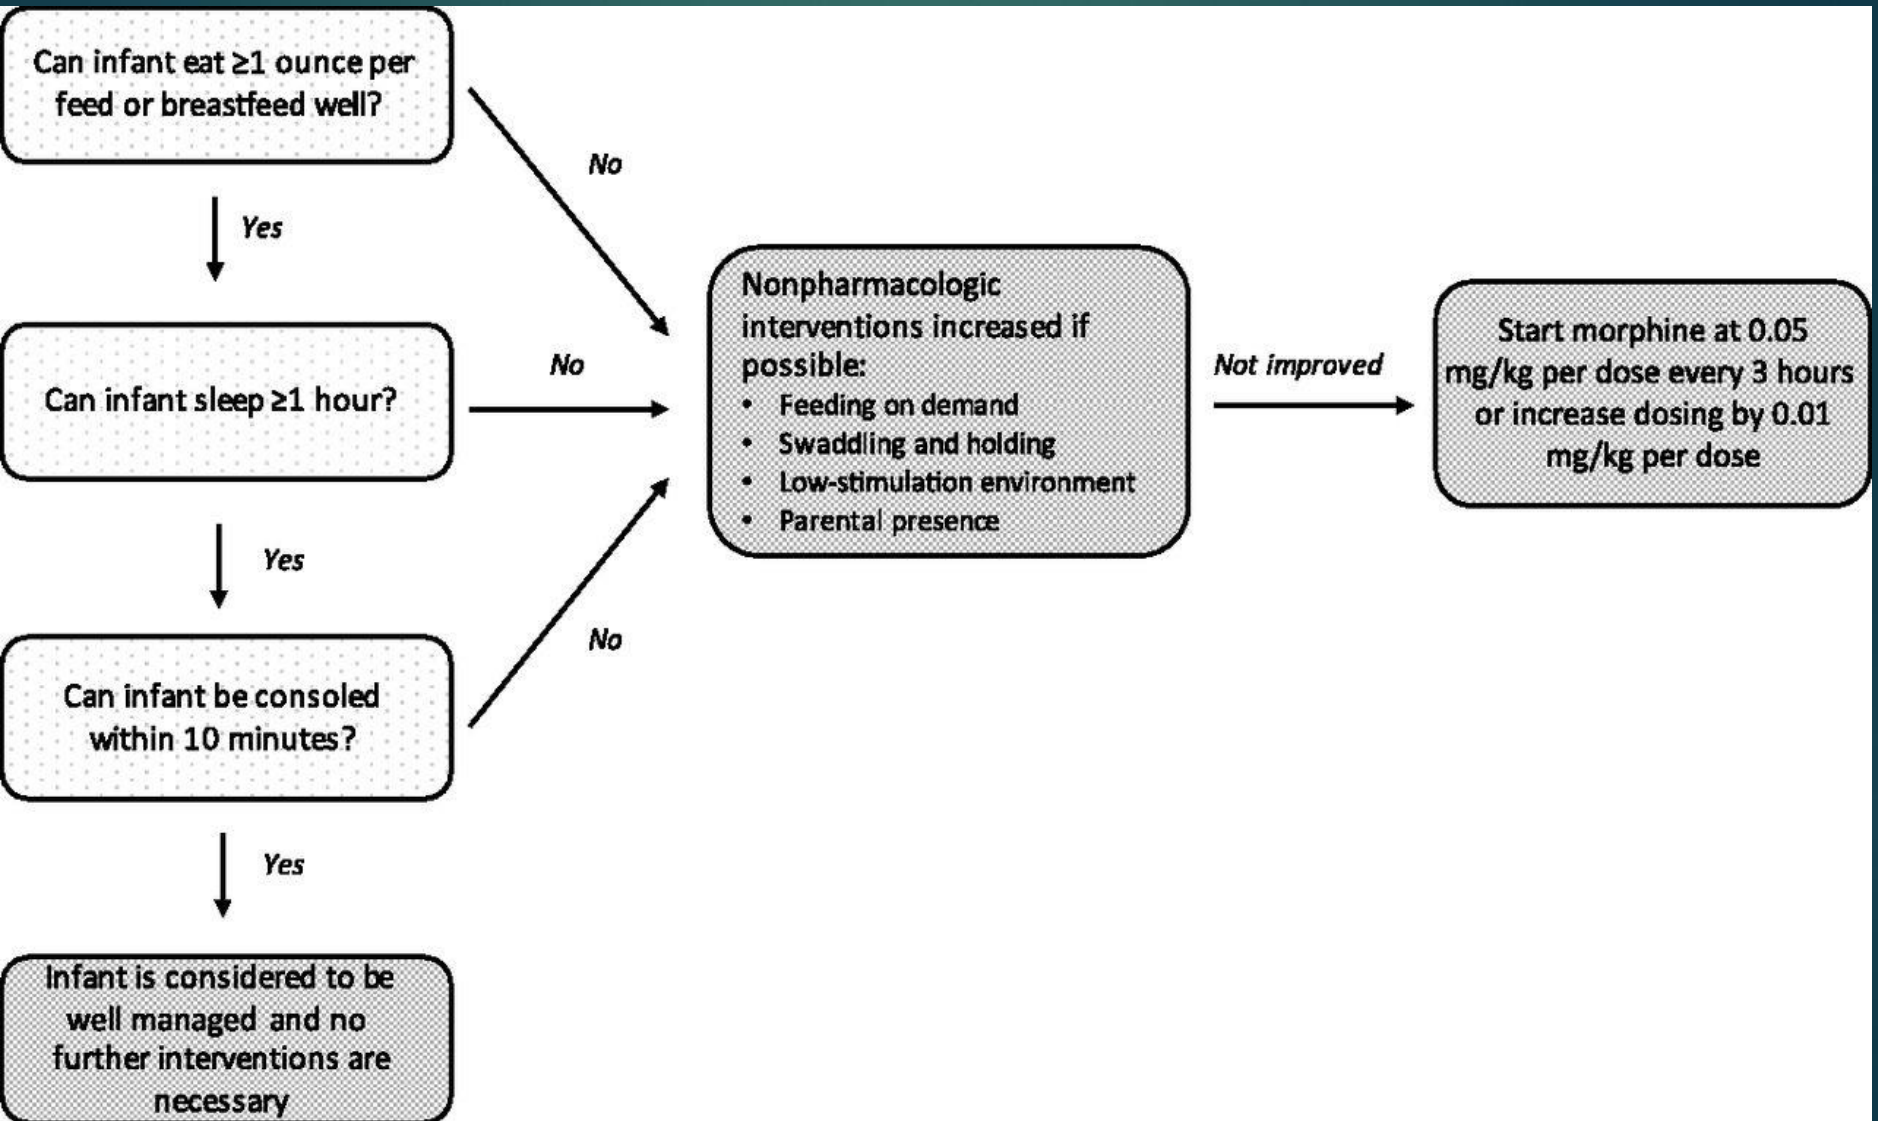 Can infant eat ≥1 ounce per
feed or breastfeed well?
No
Yes
Can infant sleep ≥1 hour?
No
Yes
Can infant be consoled
within 10 minutes?
No
Yes
Infant is considered to be
well managed and no
further interventions are
necessary
Nonpharmacologic
interventions increased if
possible:
• Feeding on demand
• Swaddling and holding
• Low-stimulation environment
• Parental presence
Not improved
Start morphine at 0.05
mg/kg per dose every 3 hours
or increase dosing by 0.01
mg/kg per dose